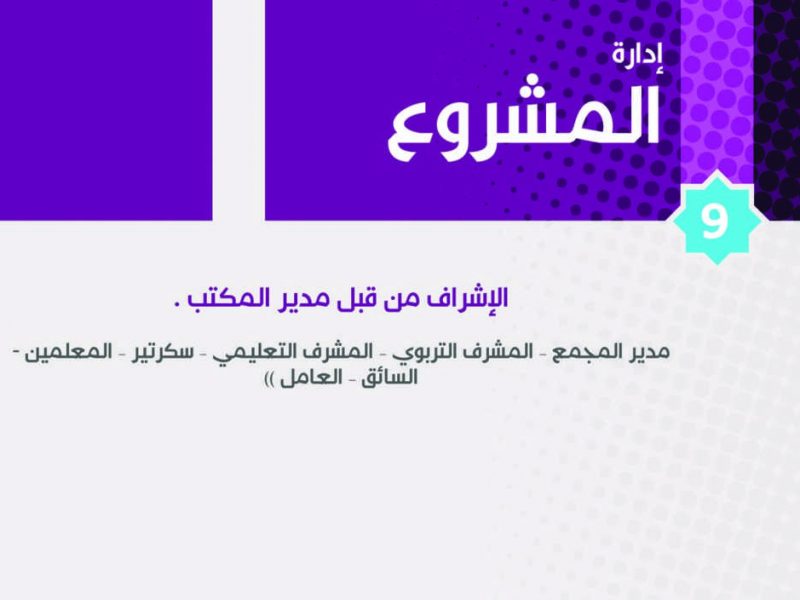 إدارة
المشروع
9
الإشراف من قبل مدير المكتب .
مدير المجمع - المشرف التربوي - المشرف التعليمي - سكرتير - المعلمين -
السائق - العامل ))